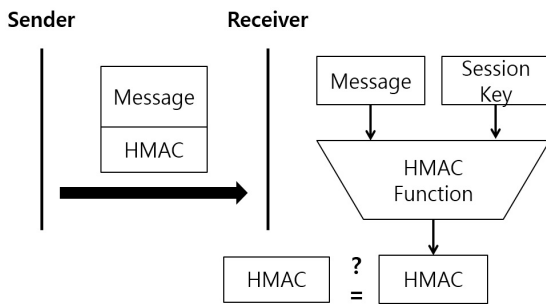 Sender
Receiver
Message
HMAC
Message
Session
Key
HMAC
Function
HMAC
?
=
HMAC